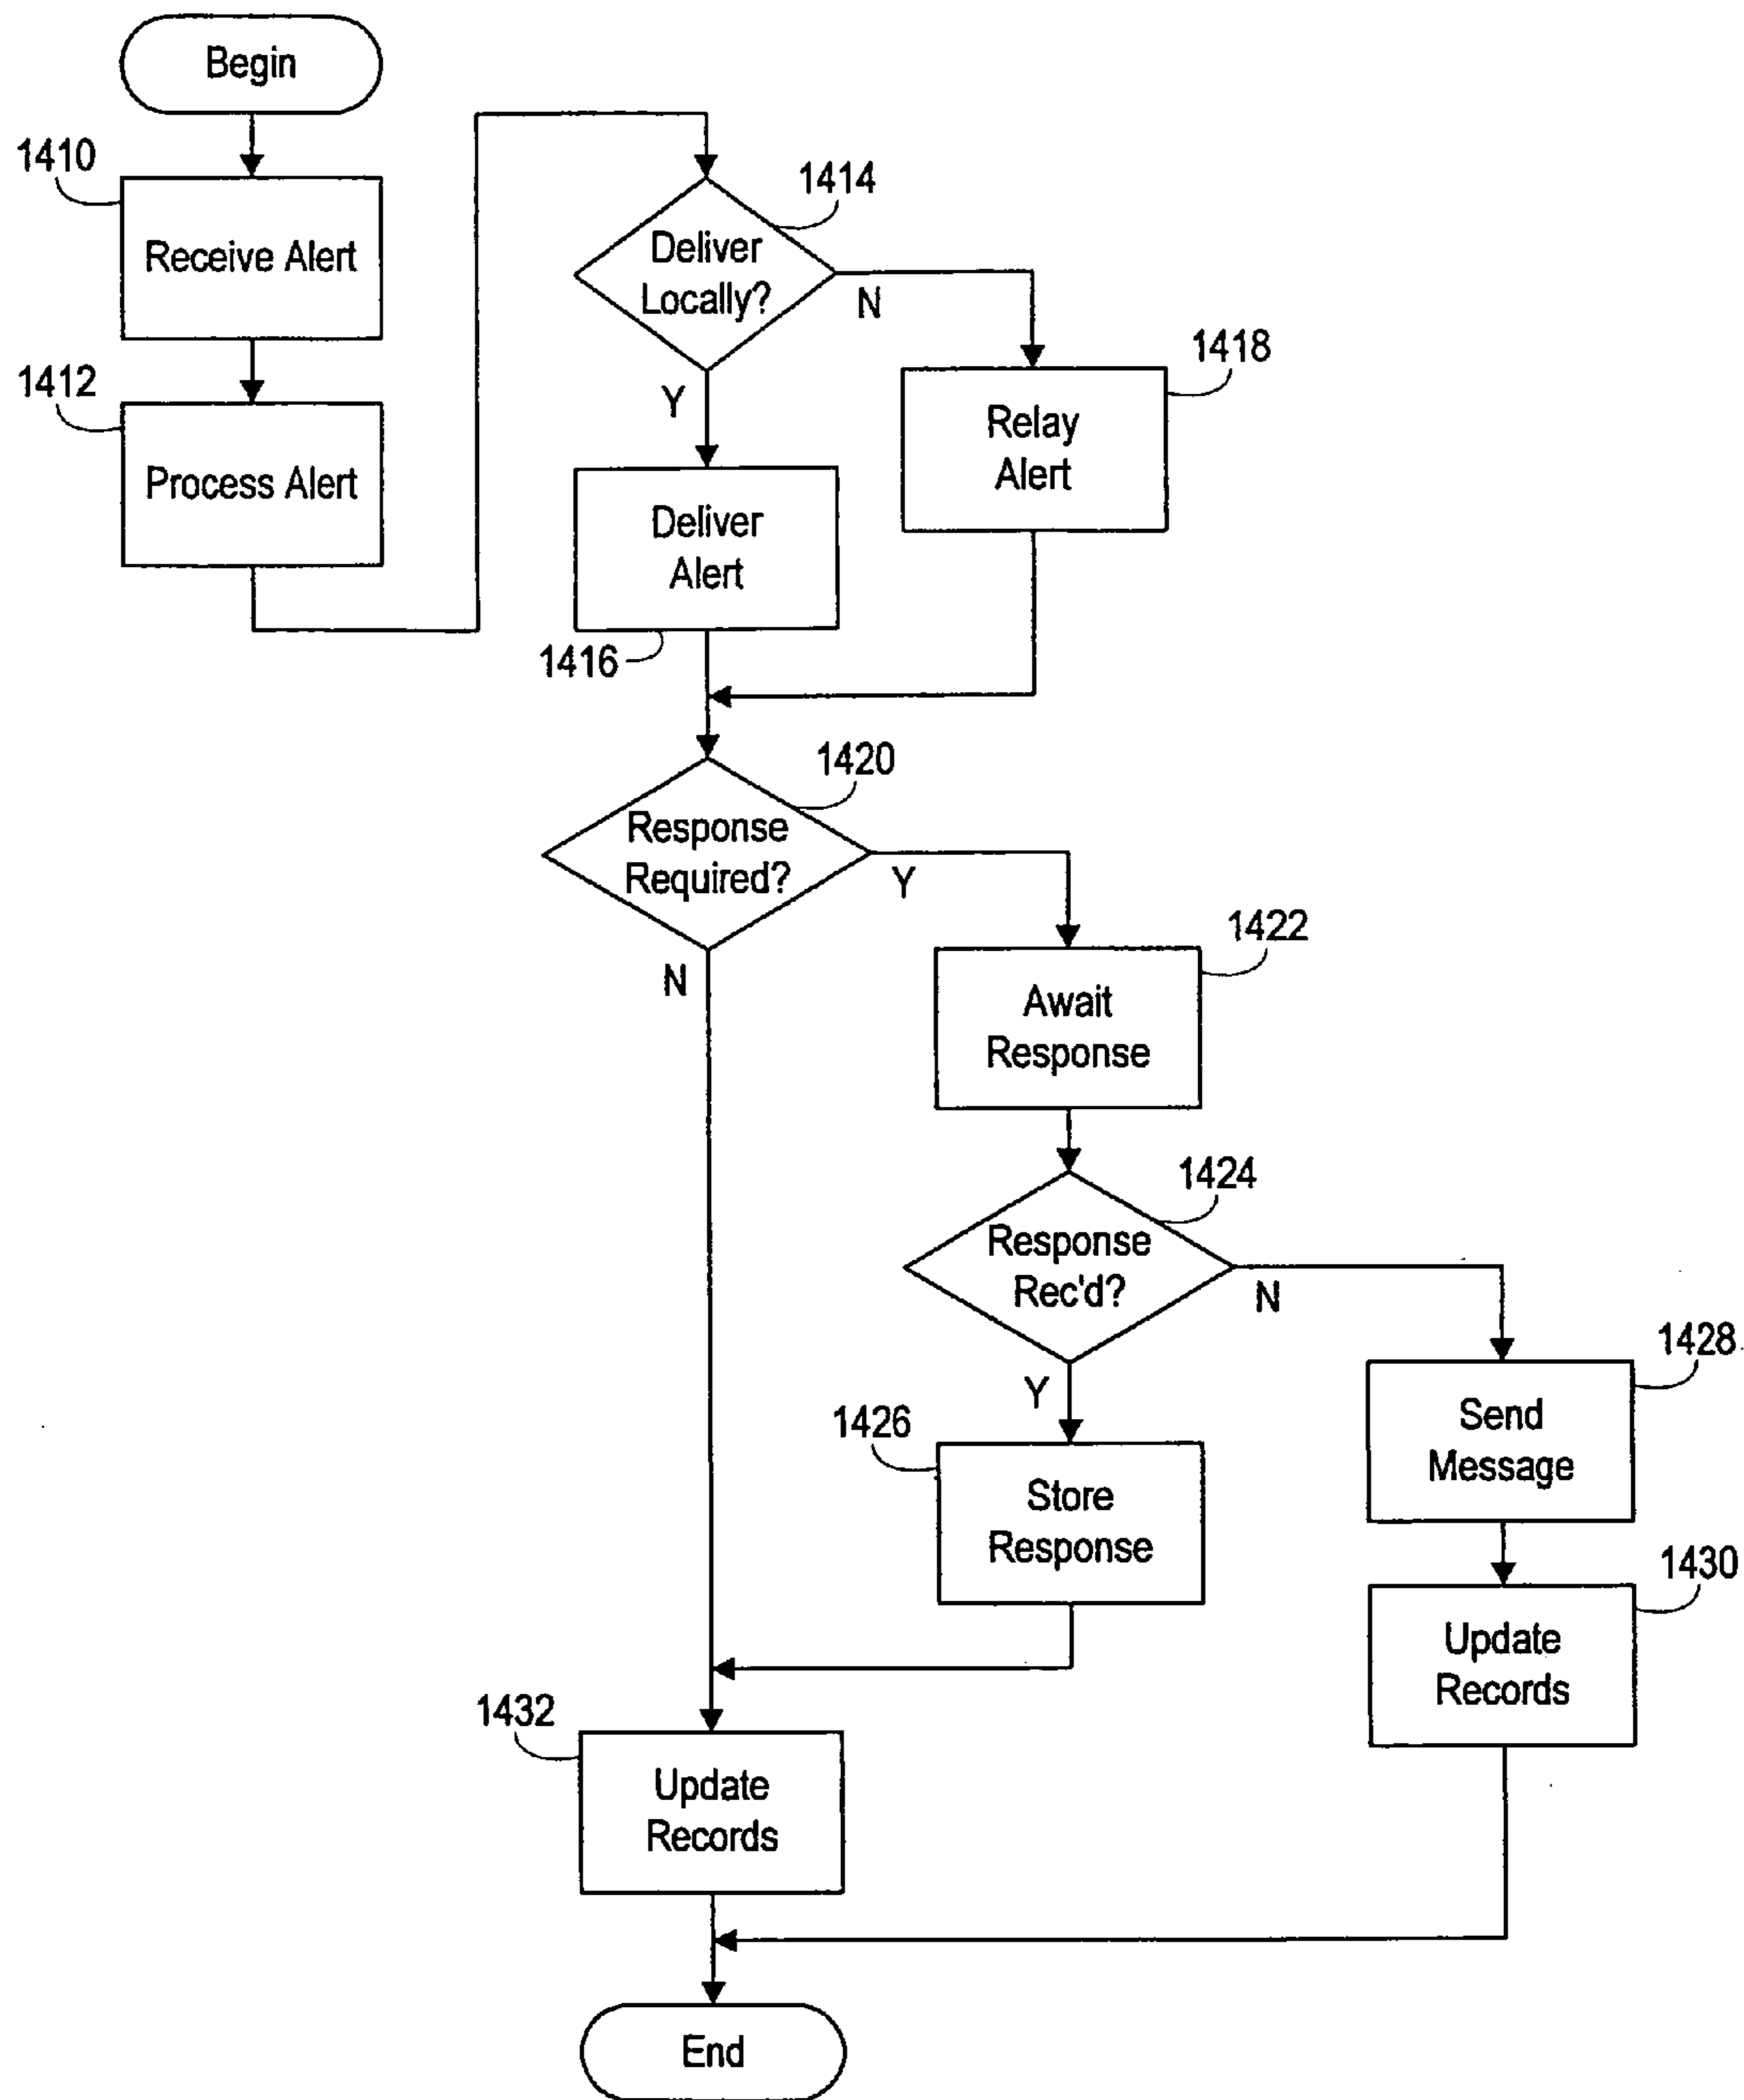 Begin
1410
Receive Alert
1412
Process Alert
1414
Deliver
Locally?
N
Y
1418
Relay
Alert
Deliver
Alert
1416
1420
Response
Required?
Y
N
1422
Await
Response
1424
Response
Rec'd?
N
Y
1428
Send
Message
1426
Store
Response
1430
Update
Records
1432
Update
Records
End